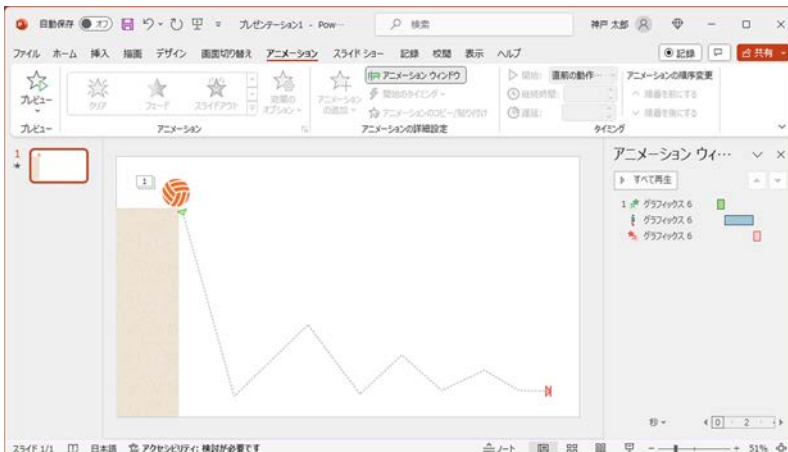 自動保存 オフ プレゼンテーション1 - Pow… 検索 神戸 太郎
ファイル ホーム 挿入 描画 デザイン 画面切り替え アニメーション スライド ショー 記録 校閲 表示 ヘルプ 記録 共有
プレビュー クリア フェード スライドアウト 効果の オプション アニメーション の追加 アニメーション ウィンドウ 開始: 直前の動作… アニメーションの順序変更
開始のタイミング 継続時間: 順番を前にする
アニメーションのコピー/貼り付け 遅延: 順番を後にする
プレビュー アニメーション アニメーションの詳細設定 タイミング
1
1
アニメーション ウィ…
すべて再生
1 グラフィックス 6
グラフィックス 6
グラフィックス 6
秒 0 2
スライド 1/1 日本語 アクセシビリティ: 検討が必要です ノート 51%